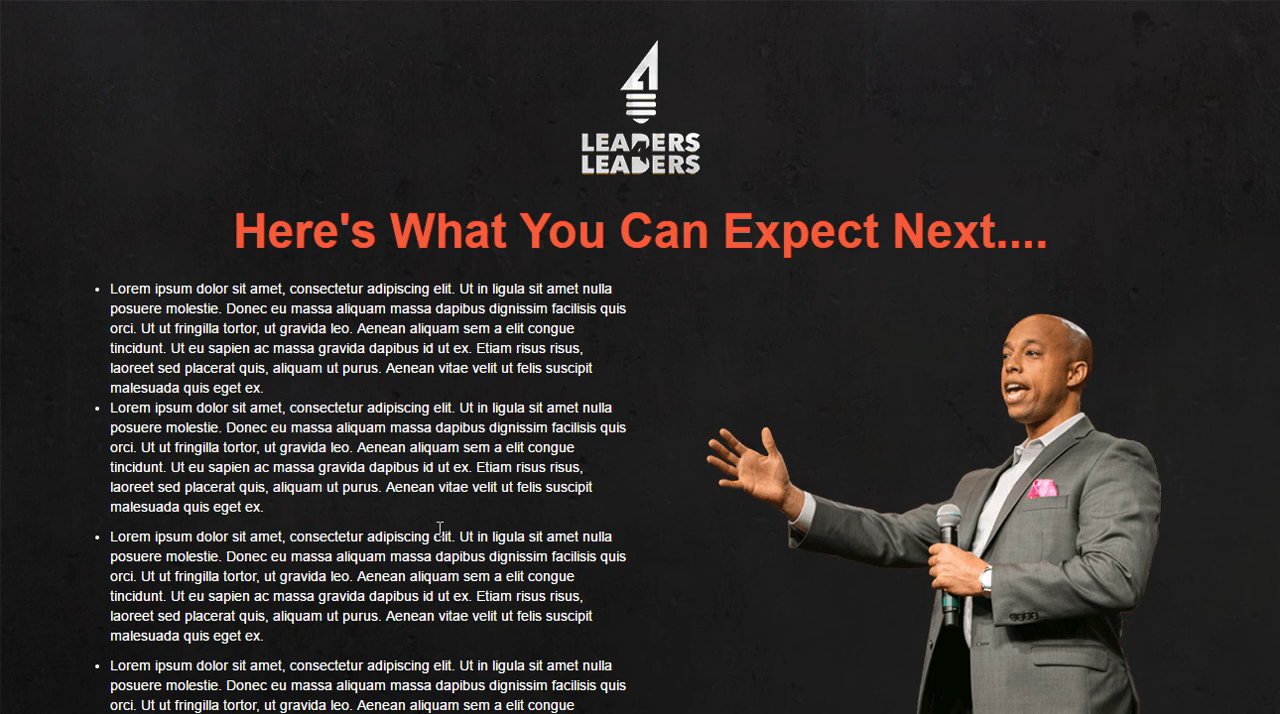 4
LEADERS
4
LEADERS
Here's What You Can Expect Next....
Lorem ipsum dolor sit amet, consectetur adipiscing elit. Ut in ligula sit amet nulla
posuere molestie. Donec eu massa aliquam massa dapibus dignissim facilisis quis
orci. Ut ut fringilla tortor, ut gravida leo. Aenean aliquam sem a elit congue
tincidunt. Ut eu sapien ac massa gravida dapibus id ut ex. Etiam risus risus,
laoreet sed placerat quis, aliquam ut purus. Aenean vitae velit ut felis suscipit
malesuada quis eget ex.
Lorem ipsum dolor sit amet, consectetur adipiscing elit. Ut in ligula sit amet nulla
posuere molestie. Donec eu massa aliquam massa dapibus dignissim facilisis quis
orci. Ut ut fringilla tortor, ut gravida leo. Aenean aliquam sem a elit congue
tincidunt. Ut eu sapien ac massa gravida dapibus id ut ex. Etiam risus risus,
laoreet sed placerat quis, aliquam ut purus. Aenean vitae velit ut felis suscipit
malesuada quis eget ex.
Lorem ipsum dolor sit amet, consectetur adipiscing elit. Ut in ligula sit amet nulla
posuere molestie. Donec eu massa aliquam massa dapibus dignissim facilisis quis
orci. Ut ut fringilla tortor, ut gravida leo. Aenean aliquam sem a elit congue
tincidunt. Ut eu sapien ac massa gravida dapibus id ut ex. Etiam risus risus,
laoreet sed placerat quis, aliquam ut purus. Aenean vitae velit ut felis suscipit
malesuada quis eget ex.
Lorem ipsum dolor sit amet, consectetur adipiscing elit. Ut in ligula sit amet nulla
posuere molestie. Donec eu massa aliquam massa dapibus dignissim facilisis quis
orci. Ut ut fringilla tortor, ut gravida leo. Aenean aliquam sem a elit congue